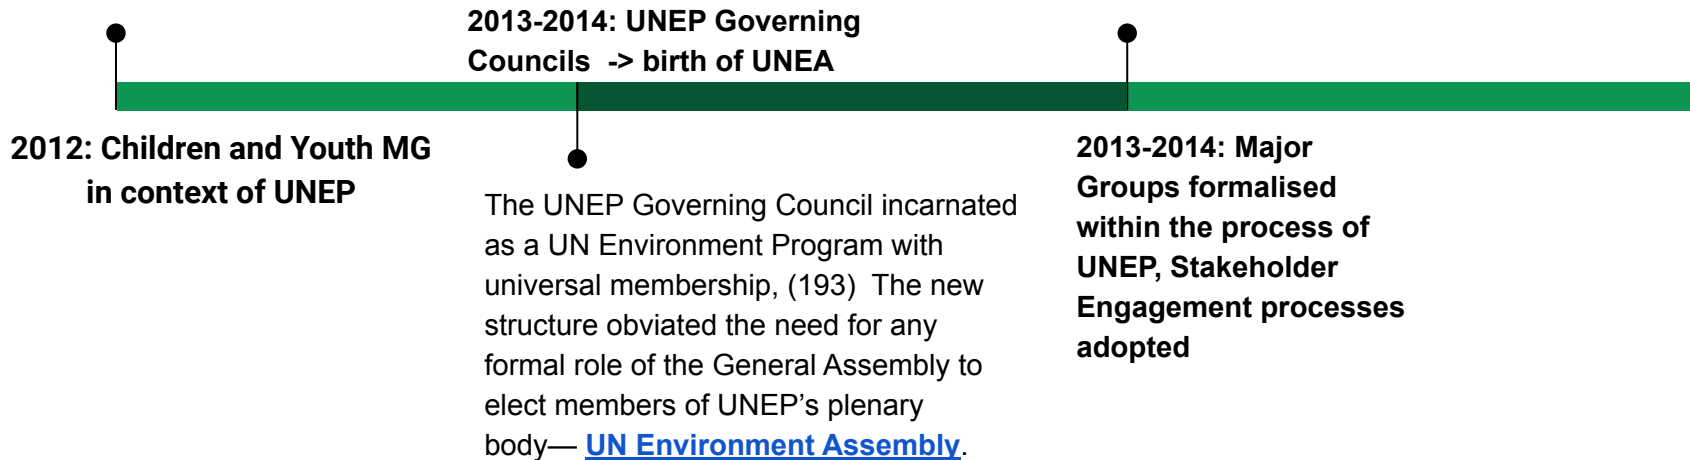 2013-2014: UNEP Governing
Councils -> birth of UNEA
2012: Children and Youth MG
in context of UNEP
The UNEP Governing Council incarnated
as a UN Environment Program with
universal membership, (193) The new
structure obviated the need for any
formal role of the General Assembly to
elect members of UNEP’s plenary
body— UN Environment Assembly.
2013-2014: Major
Groups formalised
within the process of
UNEP, Stakeholder
Engagement processes
adopted